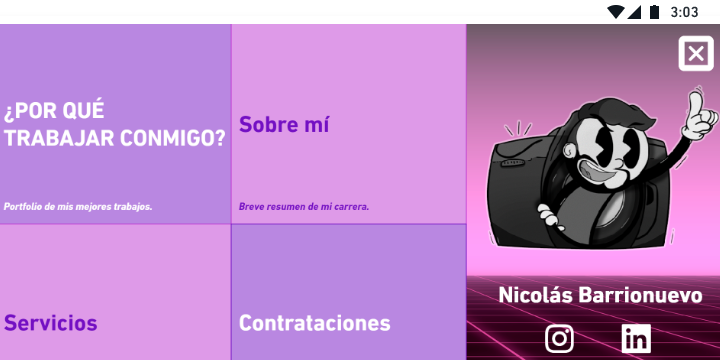 3:03
¿POR QUÉ
TRABAJAR CONMIGO?
Portfolio de mis mejores trabajos.
Sobre mí
Breve resumen de mi carrera.
Servicios
Contrataciones
Nicolás Barrionuevo
in